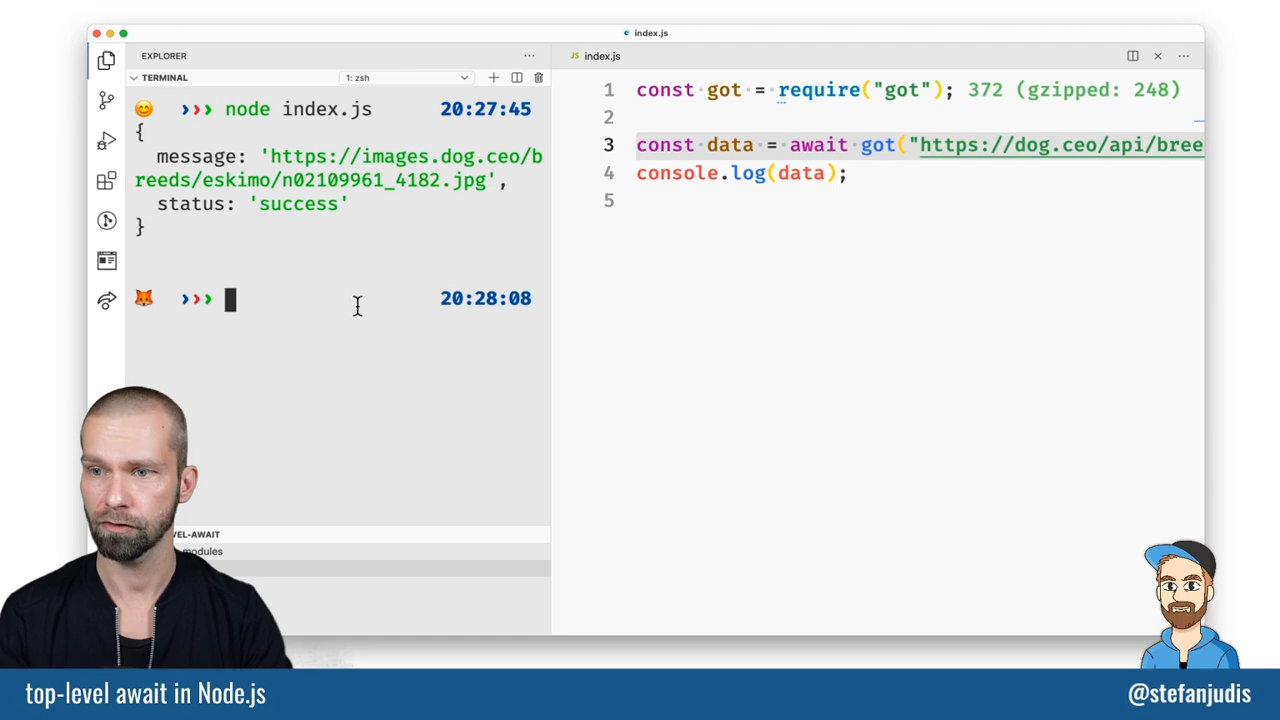 index.js
EXPLORER
TERMINAL
1: zsh
node index.js 20:27:45
{
message: 'https://images.dog.ceo/b
reeds/eskimo/n02109961_4182.jpg',
status: 'success'
}
20:28:08
VEL-AWAIT
modules
JS index.js
1 const got = require("got"); 372 (gzipped: 248)
2
3 const data = await got("https://dog.ceo/api/bree
4 console.log(data);
5
top-level await in Node.js
@stefanjudis